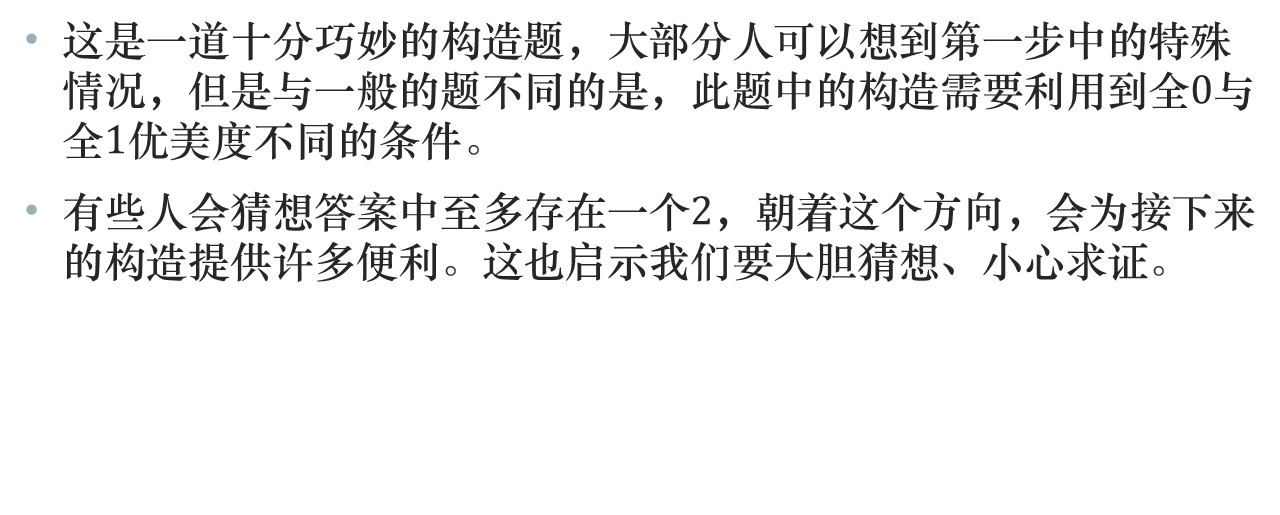 • 这是一道十分巧妙的构造题，大部分人可以想到第一步中的特殊
情况，但是与一般的题不同的是，此题中的构造需要利用到全0与
全1优美度不同的条件。
• 有些人会猜想答案中至多存在一个2，朝着这个方向，会为接下来
的构造提供许多便利。这也启示我们要大胆猜想、小心求证。